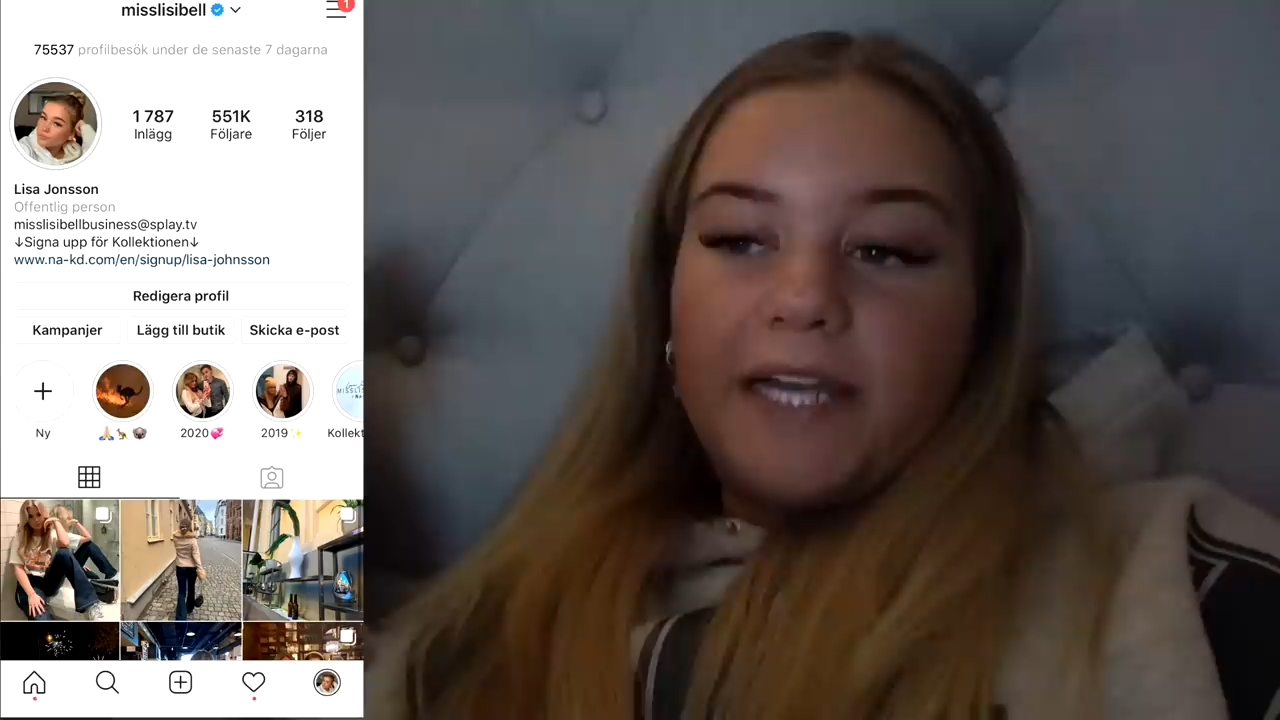 misslisibell
1
75537 profilbesök under de senaste 7 dagarna
1 787 551K 318
Inlägg Följare Följer
Lisa Jonsson
Offentlig person
misslisibellbusiness@splay.tv
↓Signa upp för Kollektionen↓
www.na-kd.com/en/signup/lisa-johnsson
Redigera profil
Kampanjer Lägg till butik Skicka e-post
Ny 🙏🏼🦘🐨 2020💞 2019✨ Kollekt